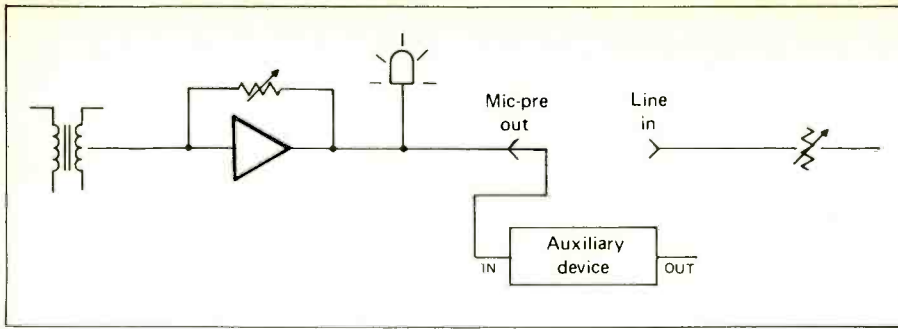 Mic-pre
out
Line
in
Auxiliary
device
IN
OUT